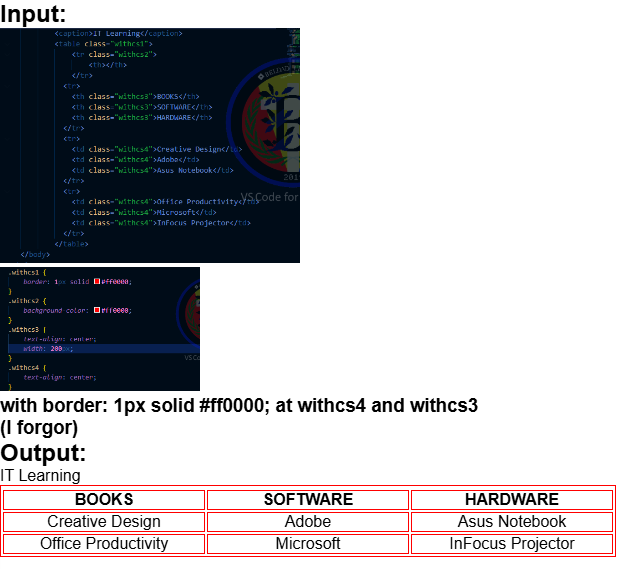 Input:
<caption>IT Learning</caption>
<table class="withcs1">
<tr class="withcs2">
<th></th>
</tr>
<tr>
<th class="withcs3">BOOKS</th>
<th class="withcs3">SOFTWARE</th>
<th class="withcs3">HARDWARE</th>
</tr>
<tr>
<td class="withcs4">Creative Design</td>
<td class="withcs4">Adobe</td>
<td class="withcs4">Asus Notebook</td>
</tr>
<tr>
<td class="withcs4">Office Productivity</td>
<td class="withcs4">Microsoft</td>
<td class="withcs4">InFocus Projector</td>
</tr>
</table>
</body>
VSCode for
.withcs1 {
border: 1px solid #ff0000;
}
.withcs2 {
background-color: #ff0000;
}
.withcs3 {
text-align: center;
width: 200px;
}
.withcs4 {
text-align: center;
}
with border: 1px solid #ff0000; at withcs4 and withcs3
(I forgor)
Output:
IT Learning
BOOKS SOFTWARE HARDWARE
Creative Design Adobe Asus Notebook
Office Productivity Microsoft InFocus Projector